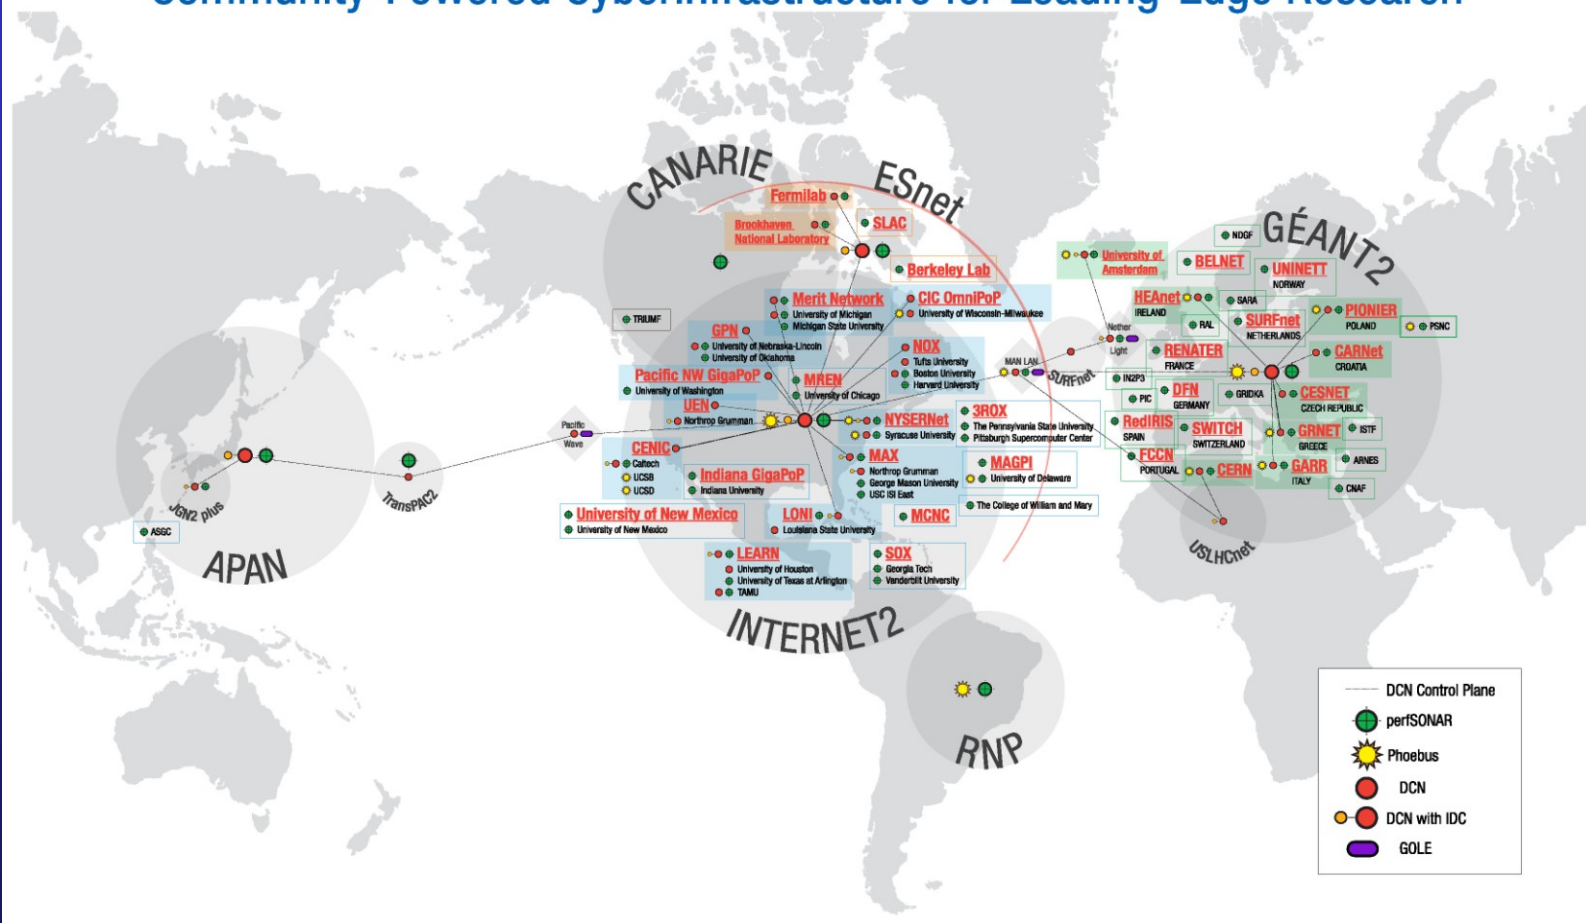 Community-Powered Cyberinfrastructure for Leading-Edge Research
CANARIE
ESnet
GÉANT2
Fermilab
Brookhaven
National Laboratory
SLAC
Berkeley Lab
TRIUMF
Merit Network
University of Michigan
Michigan State University
CIC OmniPoP
University of Wisconsin-Milwaukee
GPN
University of Nebraska-Lincoln
University of Oklahoma
NOX
Tufts University
Boston University
Harvard University
Pacific NW GigaPoP
University of Washington
MREN
University of Chicago
UEN
Northrop Grumman
NYSERNet
Syracuse University
3ROX
The Pennsylvania State University
Pittsburgh Supercomputer Center
CENIC
Caltech
UCSB
UCSD
Indiana GigaPoP
Indiana University
MAX
Northrop Grumman
George Mason University
USC ISI East
MAGPI
University of Delaware
The College of William and Mary
University of New Mexico
University of New Mexico
LONI
Louisiana State University
MCNC
LEARN
University of Houston
University of Texas at Arlington
TAMU
SOX
Georgia Tech
Vanderbilt University
INTERNET2
Pacific
Wave
TransPAC2
JGN2 plus
ASGC
APAN
RNP
MAN LAN
SURFnet
Nether
Light
University of
Amsterdam
NDGF
BELNET
UNINETT
NORWAY
HEAnet
IRELAND
SARA
RAL
SURFnet
NETHERLANDS
PIONIER
POLAND
PSNC
RENATER
FRANCE
CARNet
CROATIA
IN2P3
PIC
DFN
GERMANY
GRIDKA
CESNET
CZECH REPUBLIC
RedIRIS
SPAIN
SWITCH
SWITZERLAND
GRNET
GREECE
ISTF
FCCN
PORTUGAL
CERN
GARR
ITALY
ARNES
CNAF
USLHCnet
DCN Control Plane
perfSONAR
Phoebus
DCN
DCN with IDC
GOLE